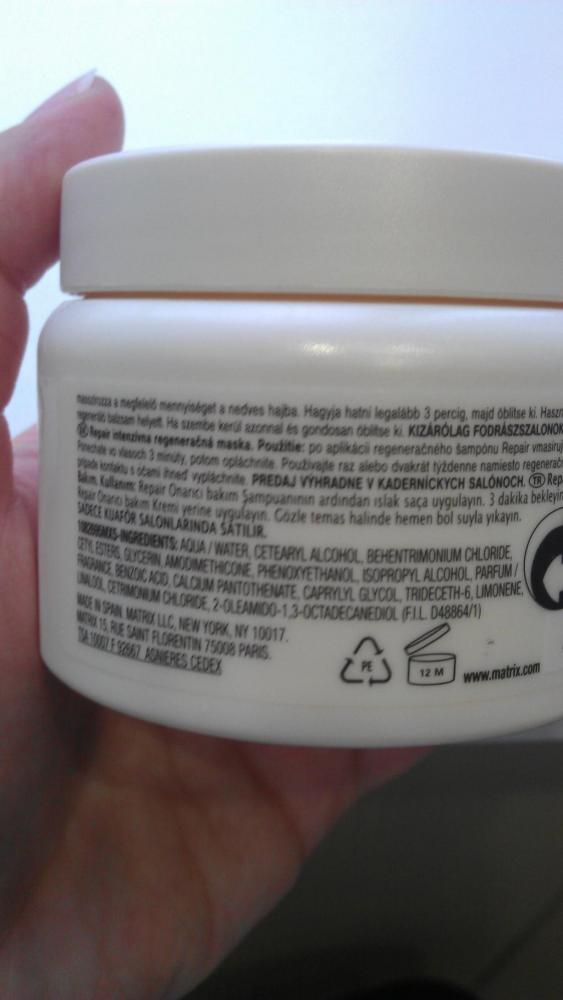 masszírozza a megfelelő mennyiséget a nedves hajba. Hagyja hatni legalább 3 percig, majd öblítse ki. Haszn
regeneráló balzsam helyett. Ha szembe kerül azonnal és gondosan öblítse ki. KIZÁRÓLAG FODRÁSZSZALONOK
SK Repair intenzívna regeneračná maska. Použitie: po aplikácii regeneračného šampónu Repair vmasíruj
Ponechajte vo vlasoch 3 minúty, potom opláchnite. Používajte raz alebo dvakrát týždenne namiesto regenerač
prípade kontaktu s očami ihneď vypláchnite. PREDAJ VÝHRADNE V KADERNÍCKYCH SALÓNOCH. TR Rep
Bakım. Kullanım: Repair Onarıcı bakım Şampuanının ardından ıslak saça uygulayın. 3 dakika bekleyin
Repair Onarıcı bakım Kremi yerine uygulayın. Gözle temas halinde hemen bol suyla yıkayın.
SADECE KUAFÖR SALONLARINDA SATILIR.
INGREDIENTS: AQUA / WATER, CETEARYL ALCOHOL, BEHENTRIMONIUM CHLORIDE,
CETYL ESTERS, GLYCERIN, AMODIMETHICONE, PHENOXYETHANOL, ISOPROPYL ALCOHOL, PARFUM /
FRAGRANCE, BENZOIC ACID, CALCIUM PANTOTHENATE, CAPRYLYL GLYCOL, TRIDECETH-6, LIMONENE,
LINALOOL, CETRIMONIUM CHLORIDE, 2-OLEAMIDO-1,3-OCTADECANEDIOL (F.I.L. D48864/1)
MADE IN SPAIN. MATRIX LLC, NEW YORK, NY 10017.
MATRIX 15, RUE SAINT FLORENTIN 75008 PARIS.
TSA 10007 F 92667 ASNIERES CEDEX
PE
12 M
www.matrix.com